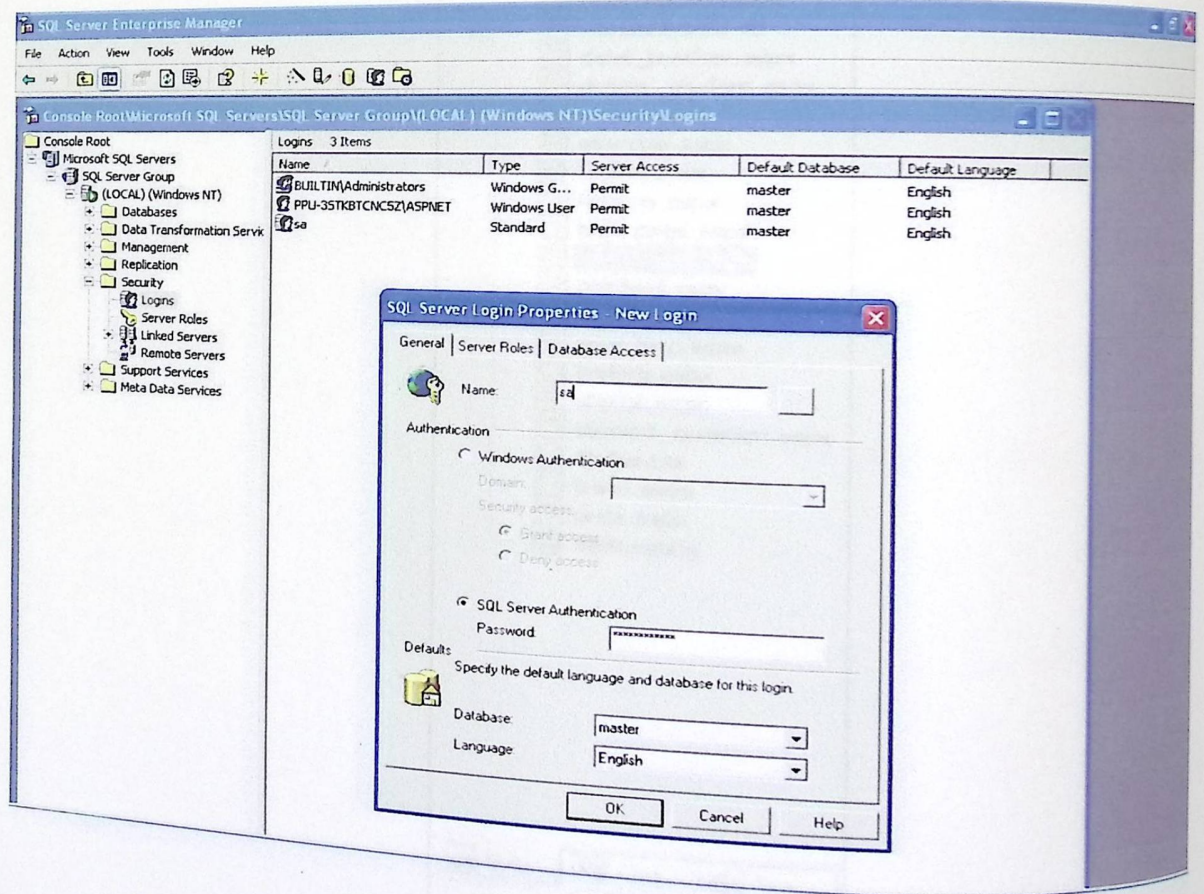 SQL Server Enterprise Manager
File Action View Tools Window Help
Console Root\Microsoft SQL Servers\SQL Server Group\(LOCAL) (Windows NT)\Security\Logins
Console Root
Microsoft SQL Servers
SQL Server Group
(LOCAL) (Windows NT)
Databases
Data Transformation Servic
Management
Replication
Security
Logins
Server Roles
Linked Servers
Remote Servers
Support Services
Meta Data Services
Logins 3 Items
Name Type Server Access Default Database Default Language
BUILTIN\Administrators Windows G... Permit master English
PPU-3STKBTCNC5Z\ASPNET Windows User Permit master English
sa Standard Permit master English
SQL Server Login Properties - New Login
General Server Roles Database Access
Name: sa
Authentication
Windows Authentication
Domain:
Security access:
Grant access
Deny access
SQL Server Authentication
Password ************
Defaults
Specify the default language and database for this login.
Database: master
Language English
OK Cancel Help